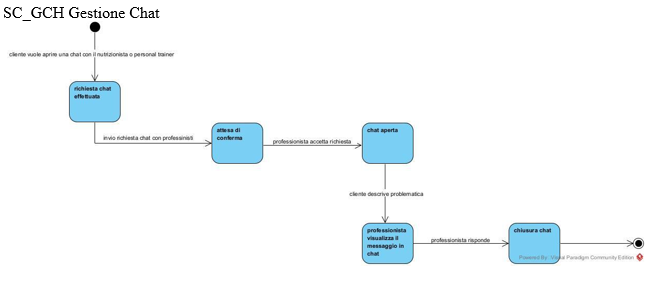 SC_GCH Gestione Chat
cliente vuole aprire una chat con il nutrizionista o personal trainer
richiesta chat
effettuata
invio richiesta chat con professinisti
attesa di
conferma
professionista accetta richiesta
chat aperta
cliente descrive problematica
professionista
visualizza il
messaggio in
chat
professionista risponde
chiusura chat
Powered By: Visual Paradigm Community Edition